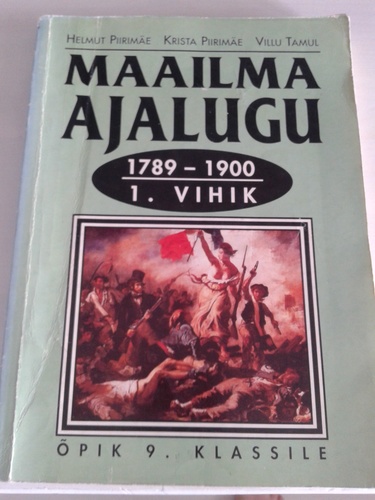 Helmut Piirimäe Krista Piirimäe Villu Tamul
MAAILMA
AJALUGU
1789 – 1900
1. VIHIK
ÕPIK 9. KLASSILE